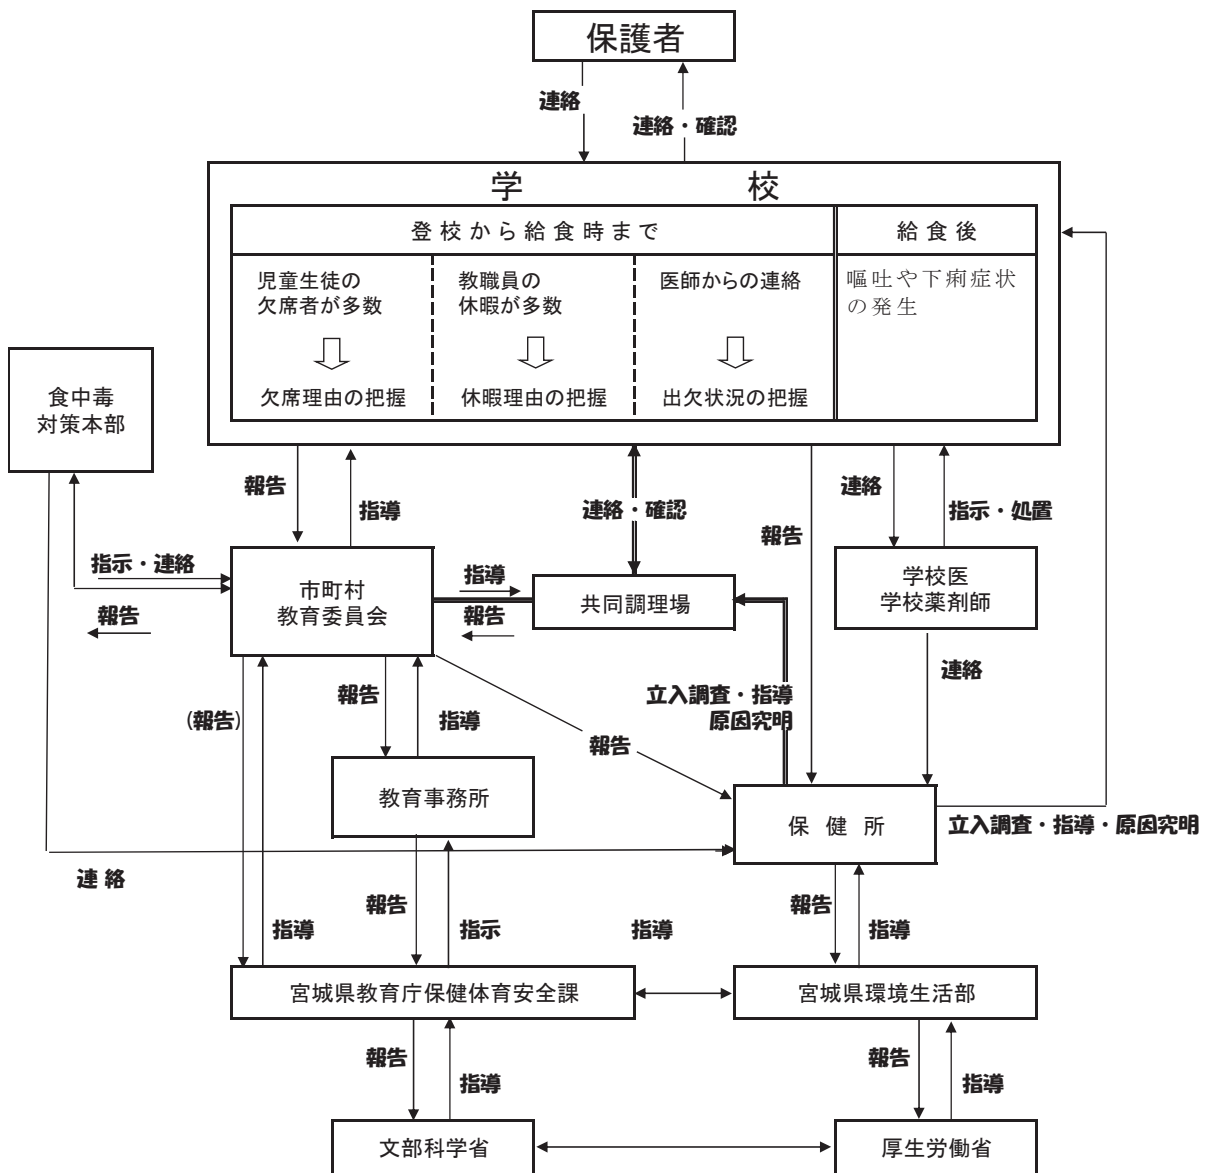 保護者
連絡
連絡・確認
学校
登校から給食時まで
給食後
児童生徒の
欠席者が多数
欠席理由の把握
教職員の
休暇が多数
休暇理由の把握
医師からの連絡
出欠状況の把握
嘔吐や下痢症状
の発生
食中毒
対策本部
報告
指導
連絡・確認
報告
連絡
指示・処置
指示・連絡
報告
市町村
教育委員会
指導
報告
共同調理場
学校医
学校薬剤師
連絡
(報告)
報告
指導
報告
立入調査・指導
原因究明
教育事務所
保健所
立入調査・指導・原因究明
連絡
指導
報告
指示
指導
報告
指導
宮城県教育庁保健体育安全課
宮城県環境生活部
報告
指導
報告
指導
文部科学省
厚生労働省